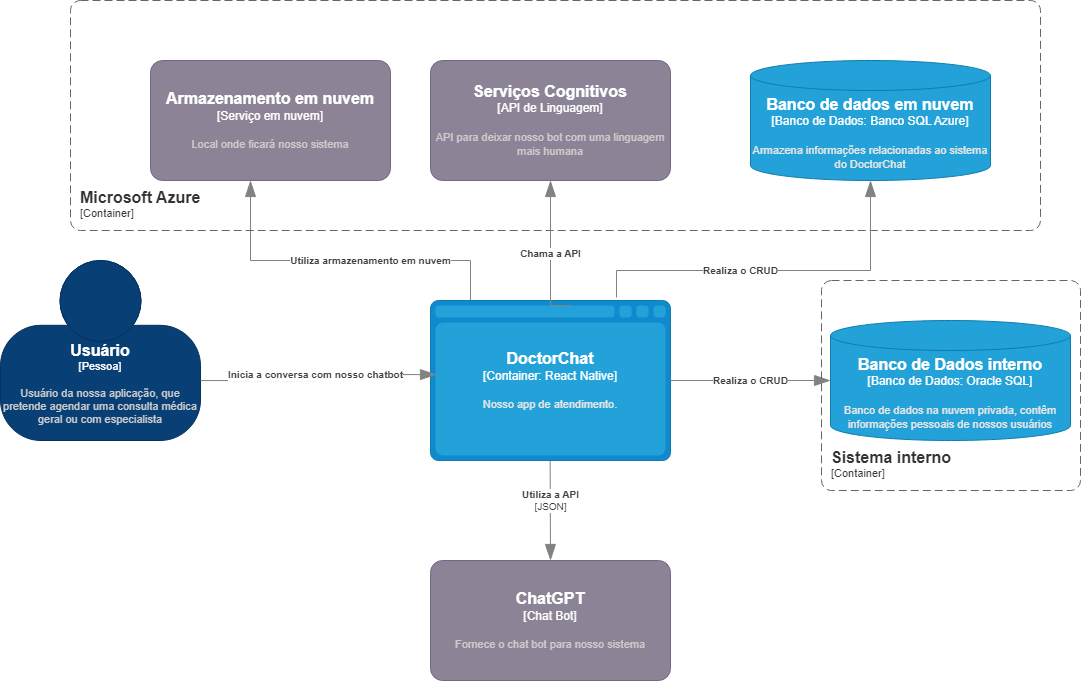 Armazenamento em nuvem
[Serviço em nuvem]
Local onde ficará nosso sistema
Serviços Cognitivos
[API de Linguagem]
API para deixar nosso bot com uma linguagem
mais humana
Banco de dados em nuvem
[Banco de Dados: Banco SQL Azure]
Armazena informações relacionadas ao sistema
do DoctorChat
Microsoft Azure
[Container]
Utiliza armazenamento em nuvem
Chama a API
Realiza o CRUD
Usuário
[Pessoa]
Usuário da nossa aplicação, que
pretende agendar uma consulta médica
geral ou com especialista
Inicia a conversa com nosso chatbot
DoctorChat
[Container: React Native]
Nosso app de atendimento.
Realiza o CRUD
Banco de Dados interno
[Banco de Dados: Oracle SQL]
Banco de dados na nuvem privada, contêm
informações pessoais de nossos usuários
Sistema interno
[Container]
Utiliza a API
[JSON]
ChatGPT
[Chat Bot]
Fornece o chat bot para nosso sistema